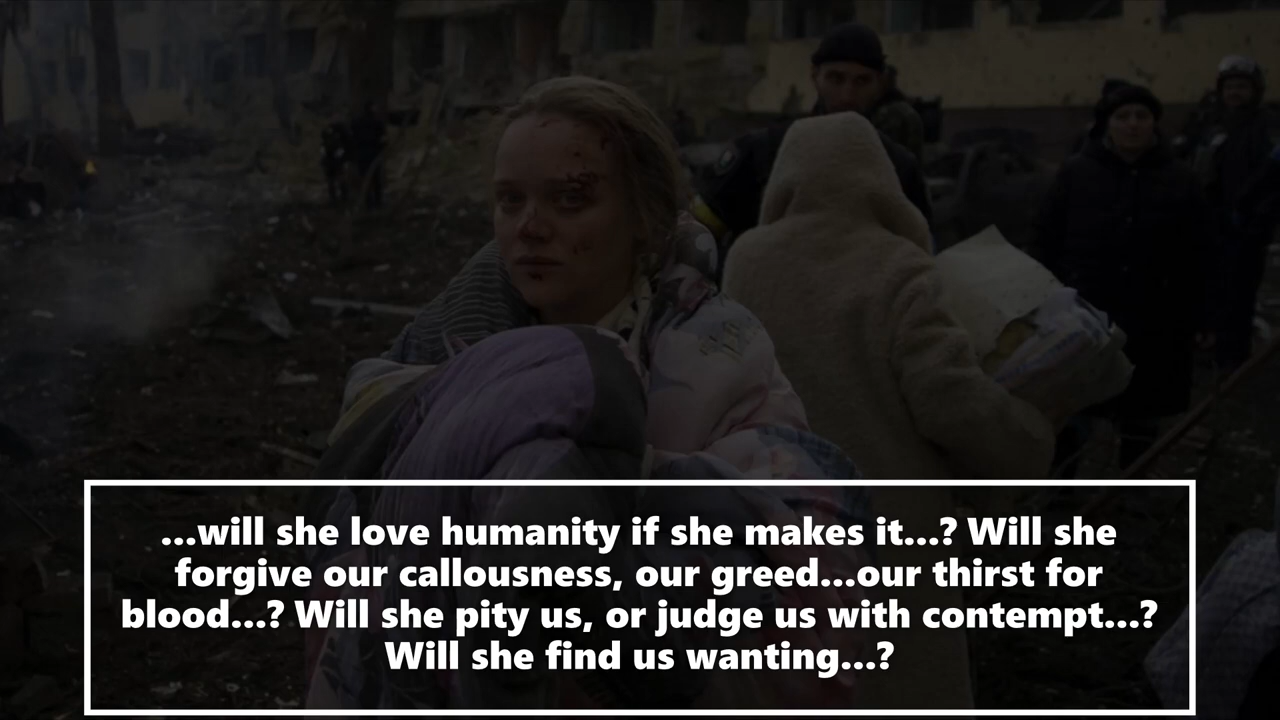 ...will she love humanity if she makes it...? Will she
forgive our callousness, our greed...our thirst for
blood...? Will she pity us, or judge us with contempt...?
Will she find us wanting...?